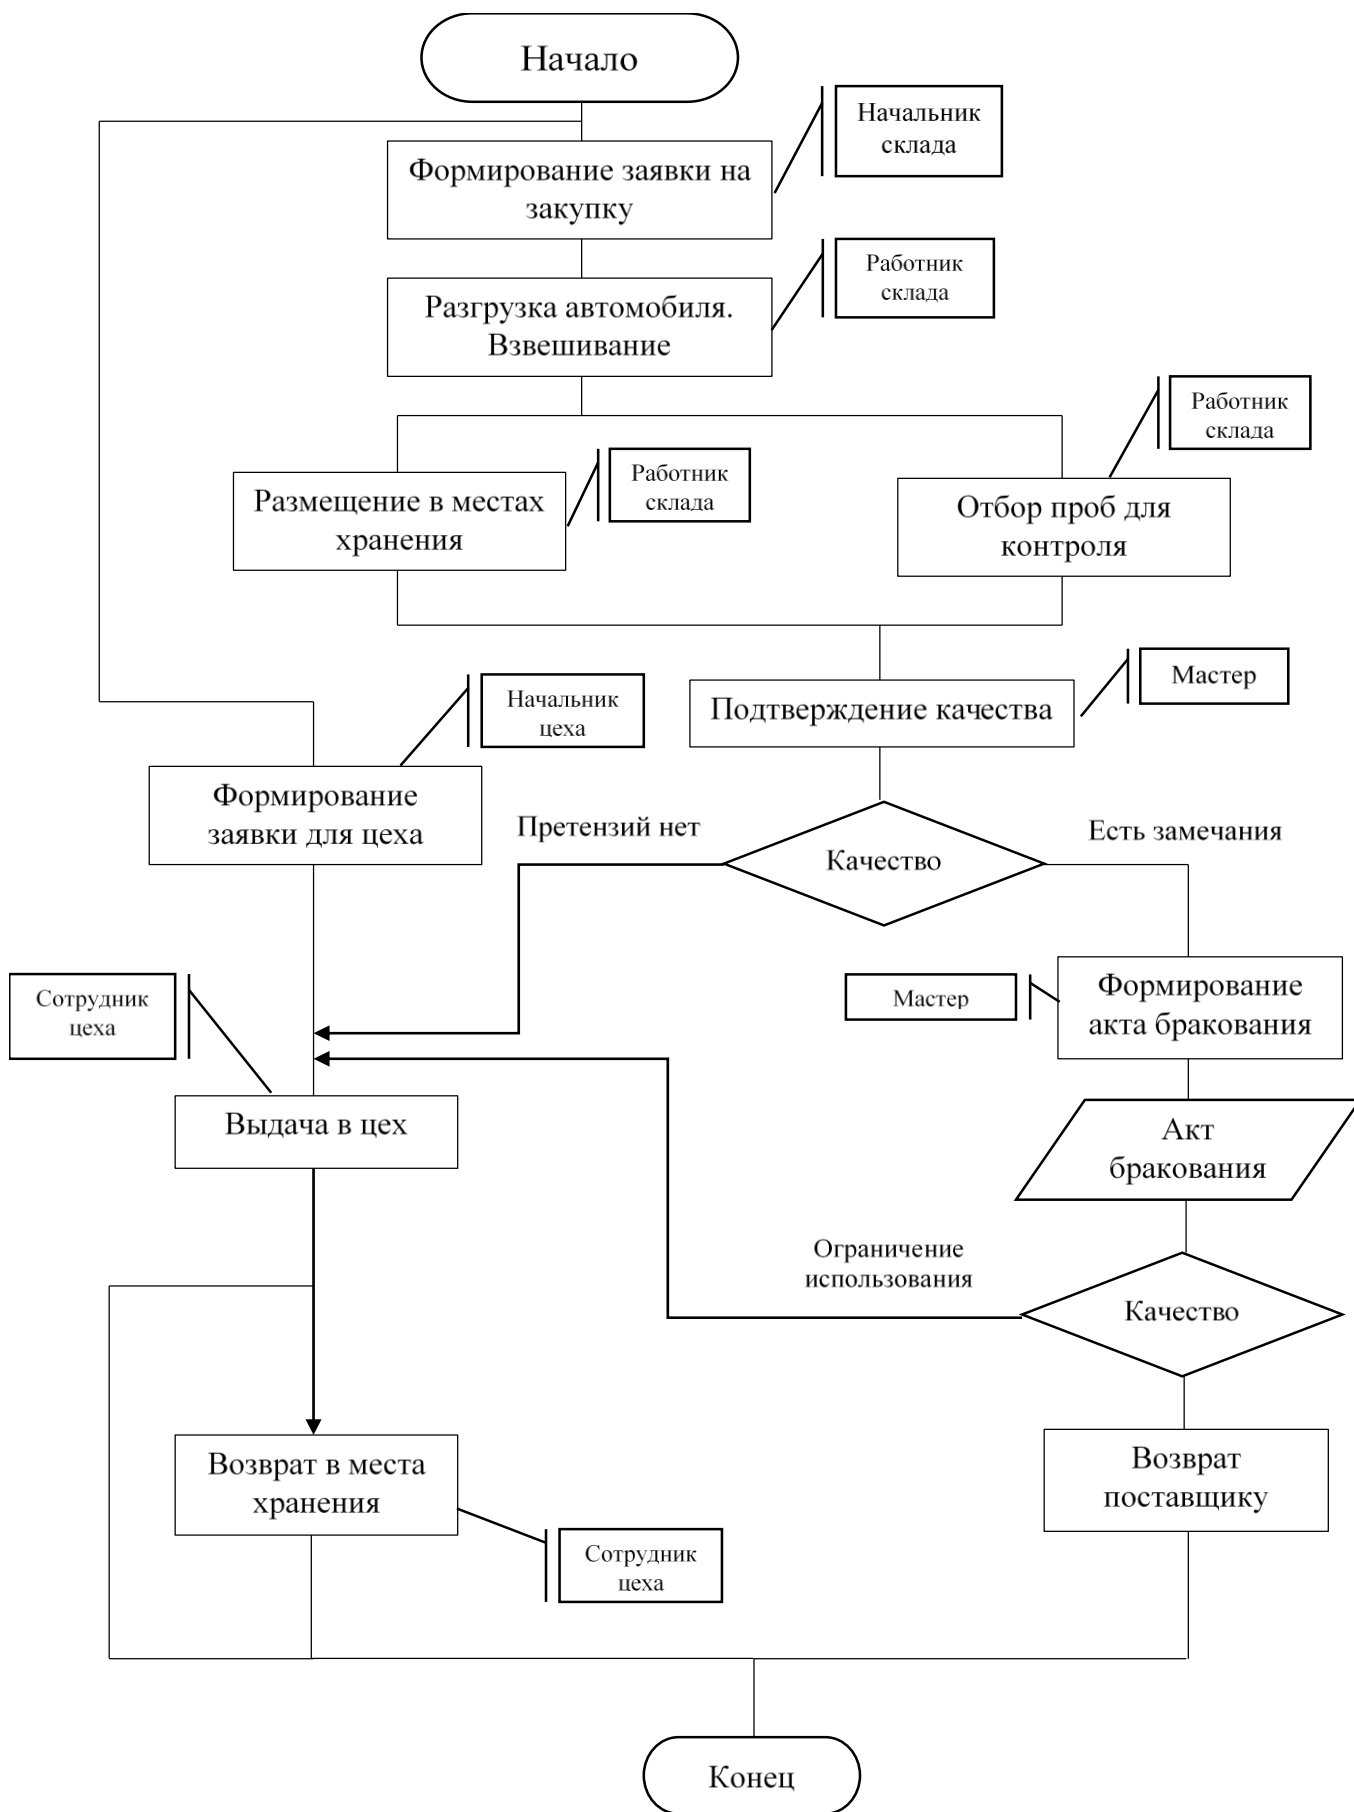 Начало
Начальник
склада
Формирование заявки на
закупку
Работник
склада
Разгрузка автомобиля.
Взвешивание
Работник
склада
Работник
склада
Размещение в местах
хранения
Отбор проб для
контроля
Мастер
Начальник
цеха
Подтверждение качества
Формирование
заявки для цеха
Претензий нет
Есть замечания
Качество
Сотрудник
цеха
Мастер
Формирование
акта бракования
Выдача в цех
Акт
бракования
Ограничение
использования
Качество
Возврат в места
хранения
Возврат
поставщику
Сотрудник
цеха
Конец